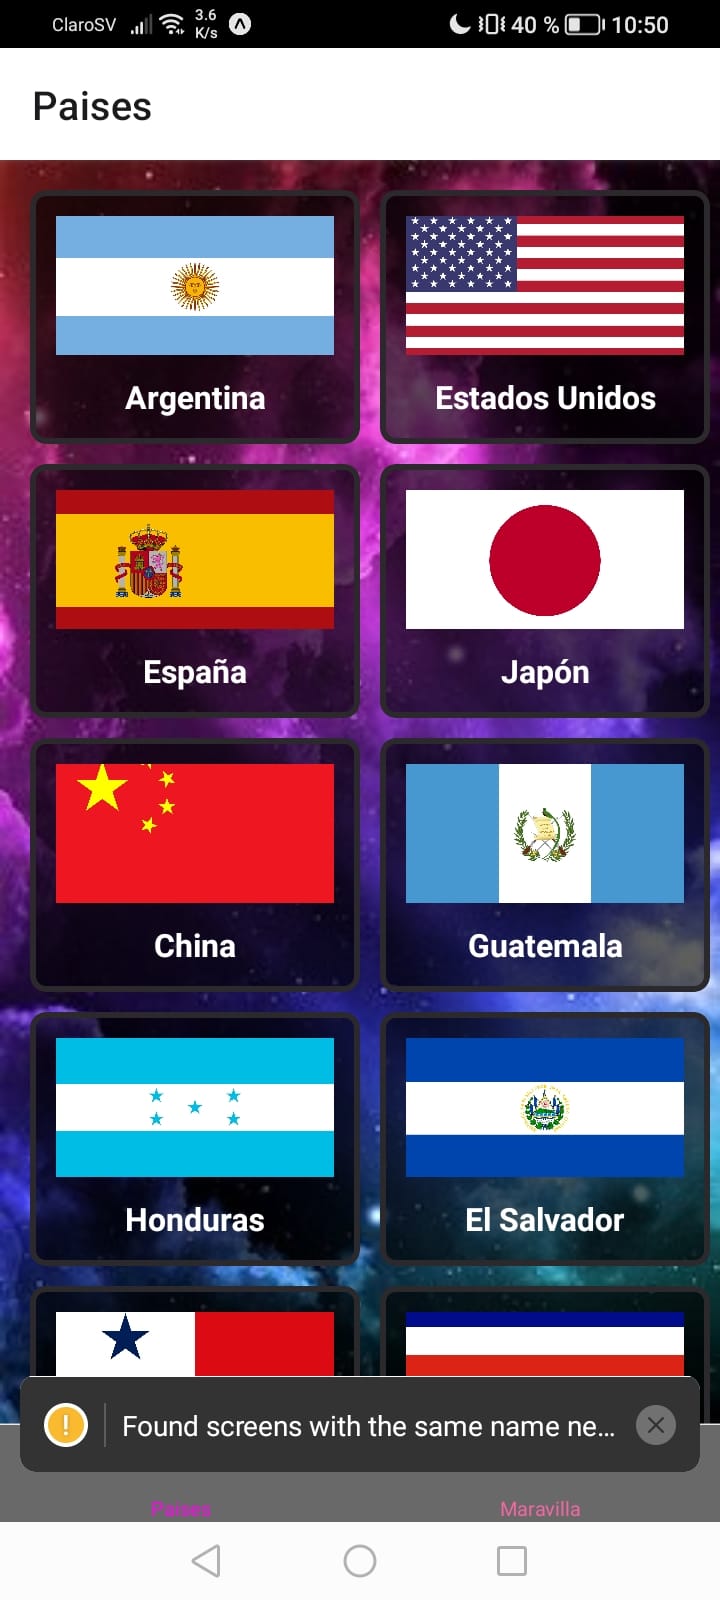 ClaroSV 3.6 K/s 40 % 10:50
Paises
Argentina
Estados Unidos
España
Japón
China
Guatemala
Honduras
El Salvador
! Found screens with the same name ne...
Paises
Maravilla